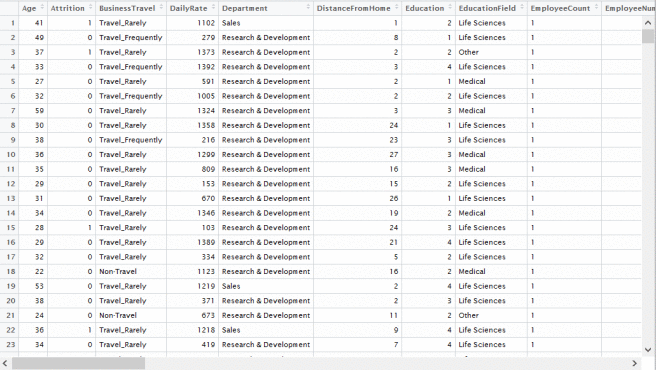 Age Attrition BusinessTravel DailyRate Department DistanceFromHome Education EducationField EmployeeCount EmployeeNum
1 41 1 Travel_Rarely 1102 Sales 1 2 Life Sciences 1
2 49 0 Travel_Frequently 279 Research & Development 8 1 Life Sciences 1
3 37 1 Travel_Rarely 1373 Research & Development 2 2 Other 1
4 33 0 Travel_Frequently 1392 Research & Development 3 4 Life Sciences 1
5 27 0 Travel_Rarely 591 Research & Development 2 1 Medical 1
6 32 0 Travel_Frequently 1005 Research & Development 2 2 Life Sciences 1
7 59 0 Travel_Rarely 1324 Research & Development 3 3 Medical 1
8 30 0 Travel_Rarely 1358 Research & Development 24 1 Life Sciences 1
9 38 0 Travel_Frequently 216 Research & Development 23 3 Life Sciences 1
10 36 0 Travel_Rarely 1299 Research & Development 27 3 Medical 1
11 35 0 Travel_Rarely 809 Research & Development 16 3 Medical 1
12 29 0 Travel_Rarely 153 Research & Development 15 2 Life Sciences 1
13 31 0 Travel_Rarely 670 Research & Development 26 1 Life Sciences 1
14 34 0 Travel_Rarely 1346 Research & Development 19 2 Medical 1
15 28 1 Travel_Rarely 103 Research & Development 24 3 Life Sciences 1
16 29 0 Travel_Rarely 1389 Research & Development 21 4 Life Sciences 1
17 32 0 Travel_Rarely 334 Research & Development 5 2 Life Sciences 1
18 22 0 Non-Travel 1123 Research & Development 16 2 Medical 1
19 53 0 Travel_Rarely 1219 Sales 2 4 Life Sciences 1
20 38 0 Travel_Rarely 371 Research & Development 2 3 Life Sciences 1
21 24 0 Non-Travel 673 Research & Development 11 2 Other 1
22 36 1 Travel_Rarely 1218 Sales 9 4 Life Sciences 1
23 34 0 Travel_Rarely 419 Research & Development 7 4 Life Sciences 1